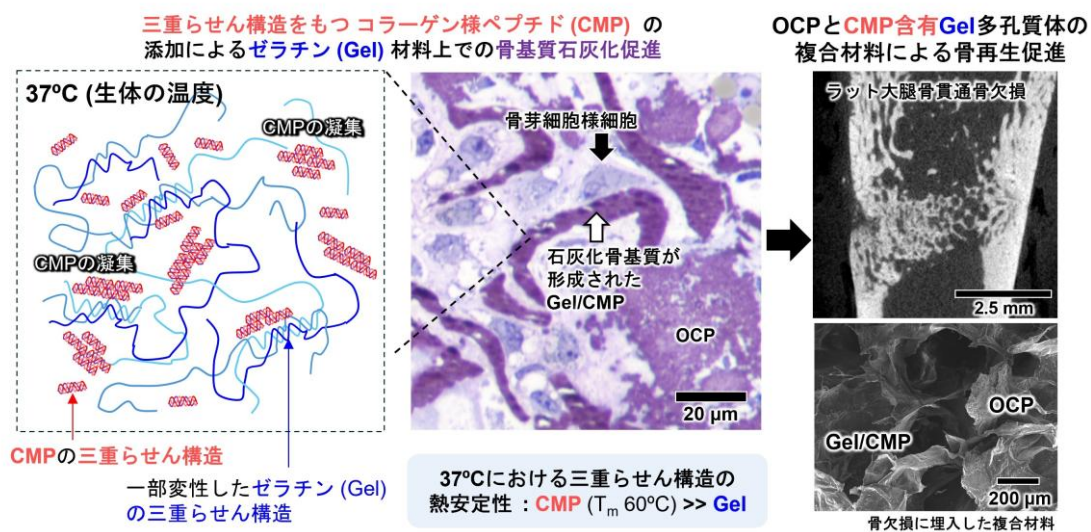 三重らせん構造をもつ コラーゲン様ペプチド (CMP) の
添加によるゼラチン (Gel) 材料上での骨基質石灰化促進
37ºC (生体の温度)
CMPの凝集
CMPの凝集
CMPの三重らせん構造
一部変性したゼラチン (Gel)
の三重らせん構造
骨芽細胞様細胞
石灰化骨基質が
形成された
Gel/CMP
OCP
20 μm
37ºCにおける三重らせん構造の
熱安定性 : CMP (Tm 60ºC) >> Gel
OCPとCMP含有Gel多孔質体の
複合材料による骨再生促進
ラット大腿骨貫通骨欠損
2.5 mm
OCP
Gel/CMP
200 μm
骨欠損に埋入した複合材料